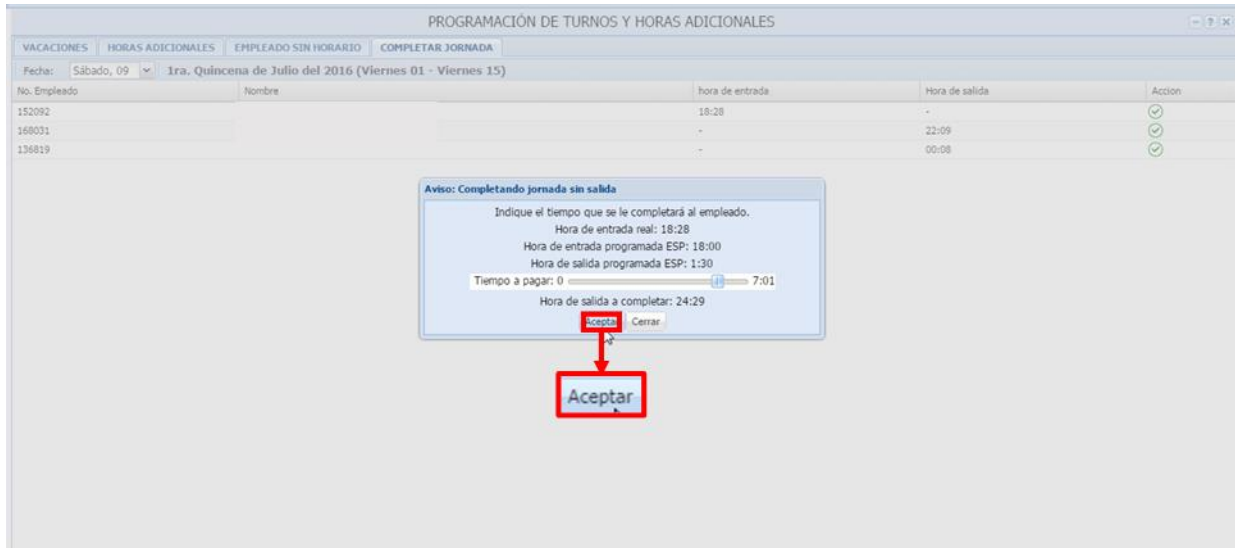 PROGRAMACIÓN DE TURNOS Y HORAS ADICIONALES
VACACIONES HORAS ADICIONALES EMPLEADO SIN HORARIO COMPLETAR JORNADA
Fecha: Sábado, 09 1ra. Quincena de Julio del 2016 (Viernes 01 - Viernes 15)
No. Empleado Nombre hora de entrada Hora de salida Accion
152092 18:28 -
168031 - 22:09
136819 - 00:08
Aviso: Completando jornada sin salida
Indique el tiempo que se le completará al empleado.
Hora de entrada real: 18:28
Hora de entrada programada ESP: 18:00
Hora de salida programada ESP: 1:30
Tiempo a pagar: 0 7:01
Hora de salida a completar: 24:29
Aceptar Cerrar
Aceptar